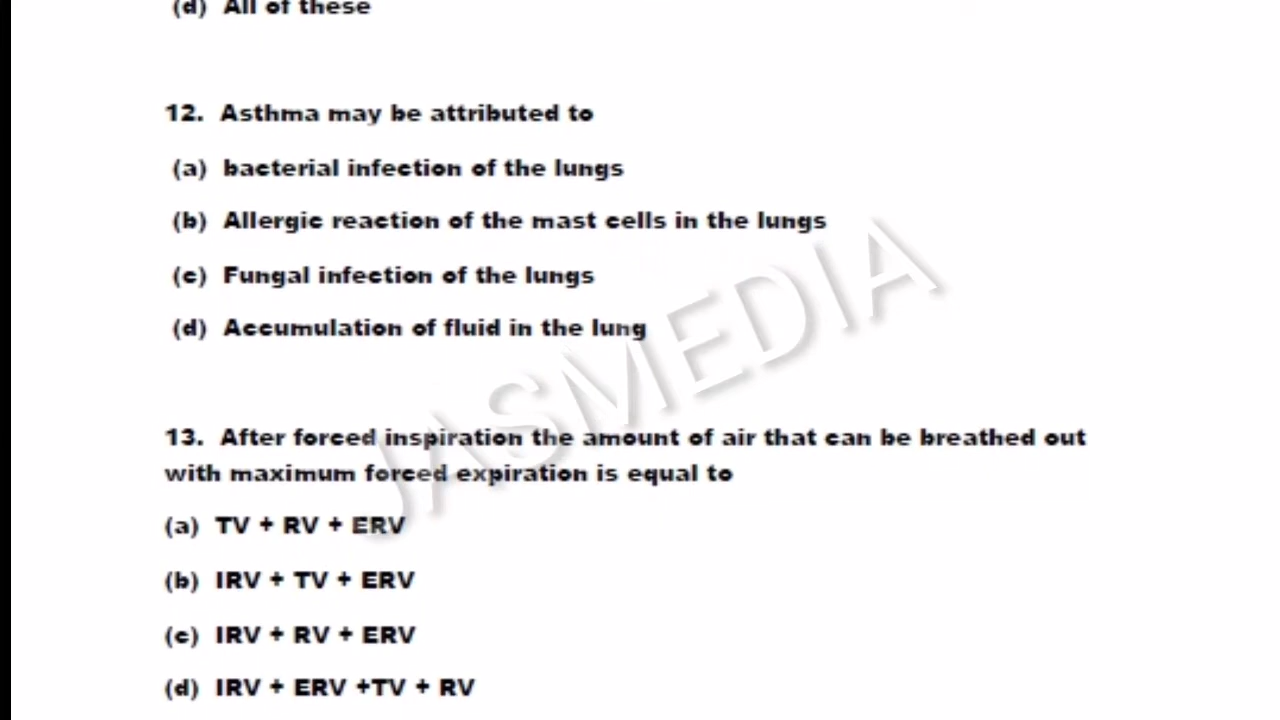 (d) All of these
12. Asthma may be attributed to
(a) bacterial infection of the lungs
(b) Allergic reaction of the mast cells in the lungs
(c) Fungal infection of the lungs
(d) Accumulation of fluid in the lung
JASMEDIA
13. After forced inspiration the amount of air that can be breathed out
with maximum forced expiration is equal to
(a) TV + RV + ERV
(b) IRV + TV + ERV
(c) IRV + RV + ERV
(d) IRV + ERV +TV + RV